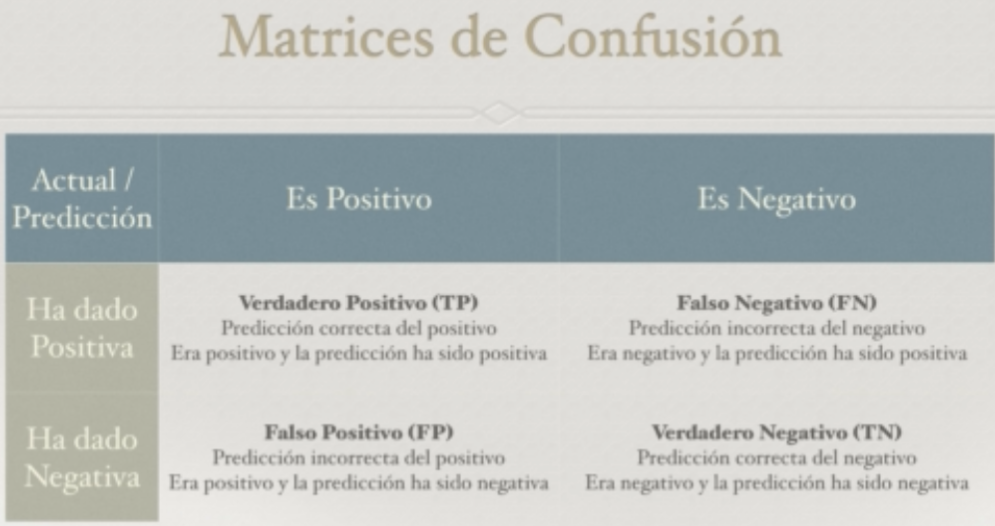 Matrices de Confusión
Actual /
Predicción
Es Positivo
Es Negativo
Ha dado
Positiva
Verdadero Positivo (TP)
Predicción correcta del positivo
Era positivo y la predicción ha sido positiva
Falso Negativo (FN)
Predicción incorrecta del negativo
Era negativo y la predicción ha sido positiva
Ha dado
Negativa
Falso Positivo (FP)
Predicción incorrecta del positivo
Era positivo y la predicción ha sido negativa
Verdadero Negativo (TN)
Predicción correcta del negativo
Era negativo y la predicción ha sido negativa